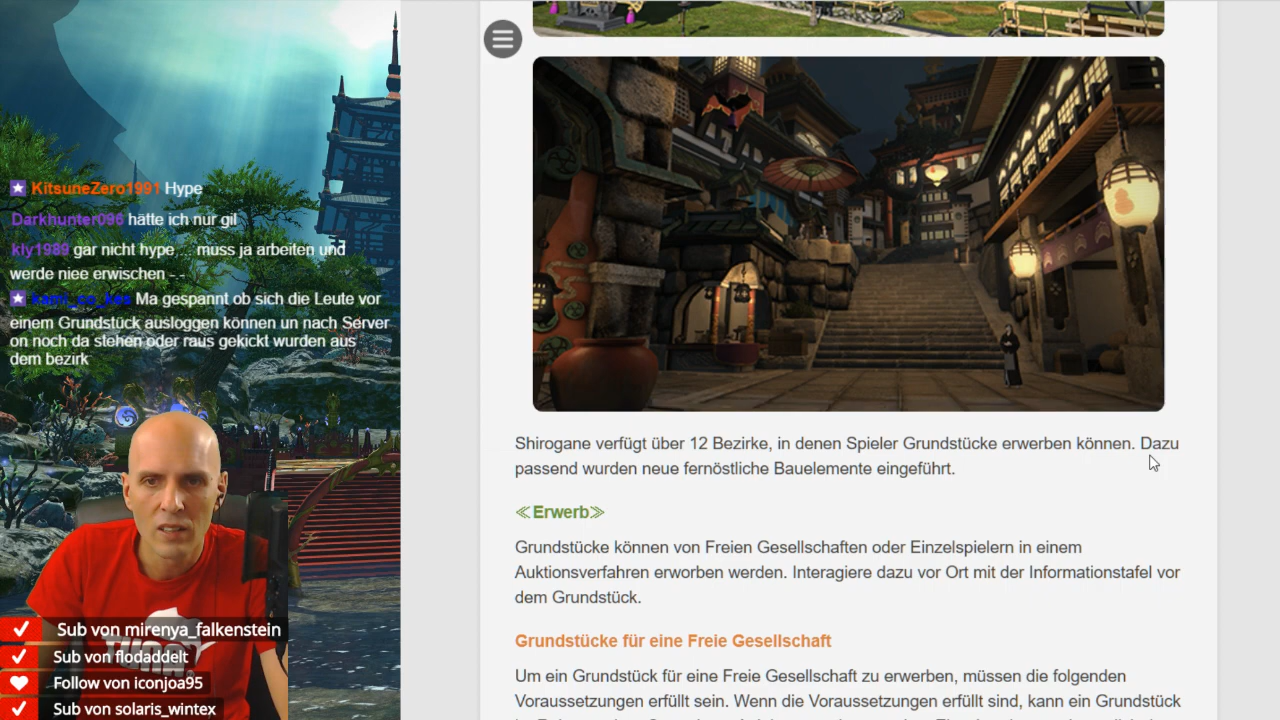 KitsuneZero1991 Hype
Darkhunter096 hätte ich nur gil
kly1989 gar nicht hype,... muss ja arbeiten und
werde niee erwischen - -
kami_co_kes Ma gespannt ob sich die Leute vor
einem Grundstück ausloggen können un nach Server
on noch da stehen oder raus gekickt wurden aus
dem bezirk
Sub von mirenya_falkenstein
Sub von flodaddelt
Follow von iconjoa95
Sub von solaris_wintex
Shirogane verfügt über 12 Bezirke, in denen Spieler Grundstücke erwerben können. Dazu
passend wurden neue fernöstliche Bauelemente eingeführt.
≪Erwerb≫
Grundstücke können von Freien Gesellschaften oder Einzelspielern in einem
Auktionsverfahren erworben werden. Interagiere dazu vor Ort mit der Informationstafel vor
dem Grundstück.
Grundstücke für eine Freie Gesellschaft
Um ein Grundstück für eine Freie Gesellschaft zu erwerben, müssen die folgenden
Voraussetzungen erfüllt sein. Wenn die Voraussetzungen erfüllt sind, kann ein Grundstück